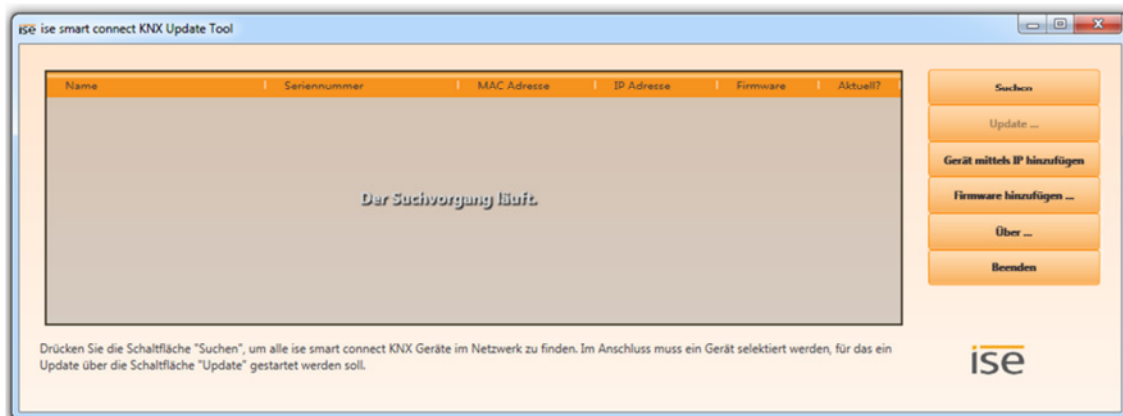 ise ise smart connect KNX Update Tool
Name Seriennummer MAC Adresse IP Adresse Firmware Aktuell?
Der Suchvorgang läuft.
Suchen
Update ...
Gerät mittels IP hinzufügen
Firmware hinzufügen ...
Über ...
Beenden
Drücken Sie die Schaltfläche "Suchen", um alle ise smart connect KNX Geräte im Netzwerk zu finden. Im Anschluss muss ein Gerät selektiert werden, für das ein
Update über die Schaltfläche "Update" gestartet werden soll.
ise